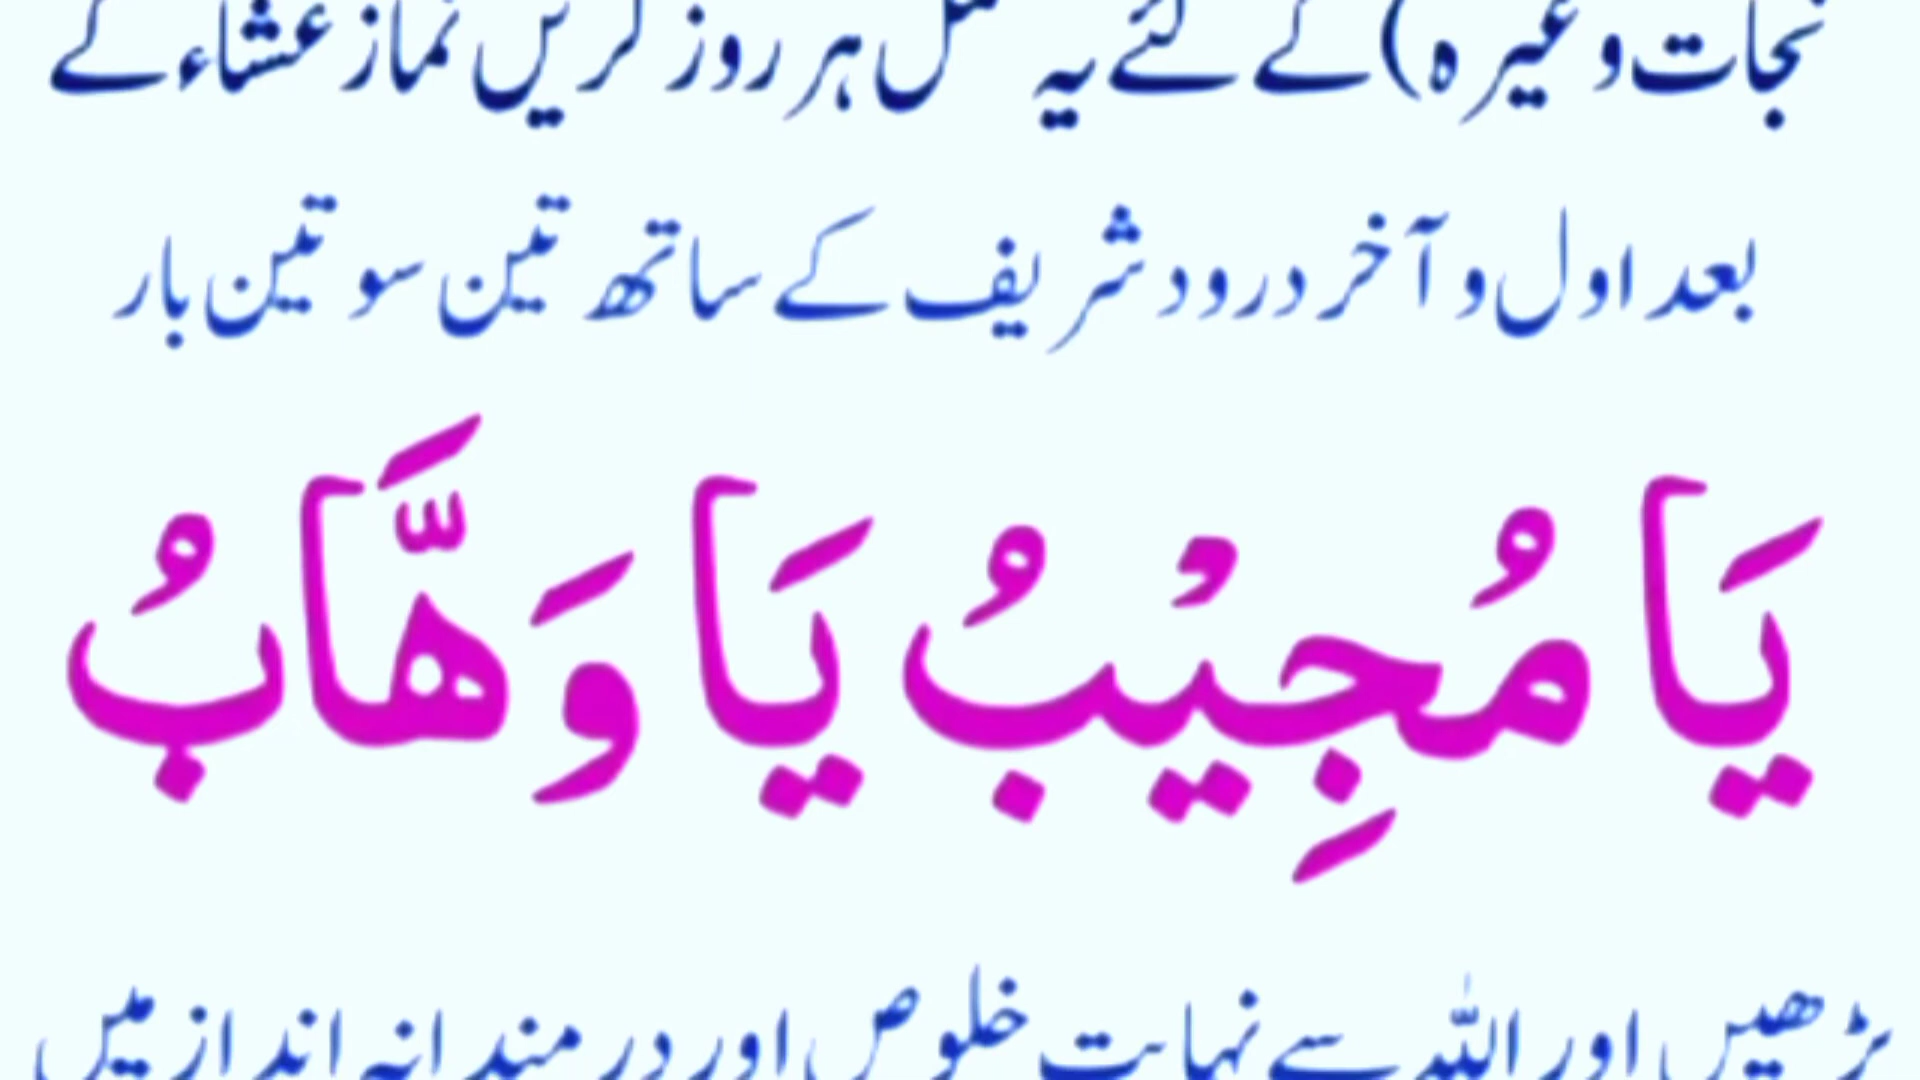 نجات وغیرہ) کے لئے یہ عمل ہر روز کریں نماز عشاء کے
بعد اول و آخر درود شریف کے ساتھ تین سو تین بار
يَا مُجِيْبُ يَا وَهَّابُ
پڑھیں اور اللہ سے نہات خلوص اور درمندانہ انداز میں